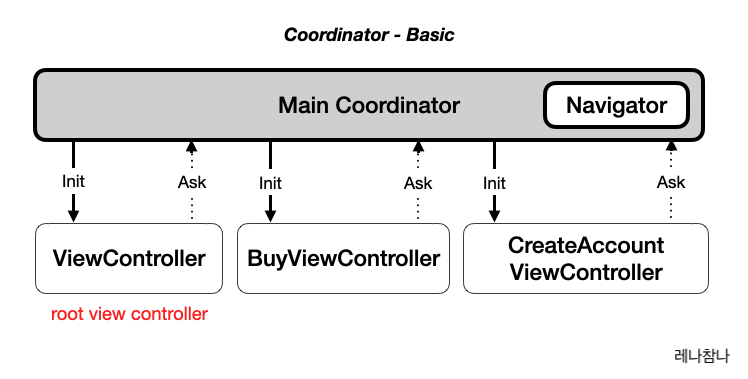 Coordinator - Basic
Main Coordinator
Navigator
Init
Ask
Init
Ask
Init
Ask
ViewController
BuyViewController
CreateAccount
ViewController
root view controller
레나참나